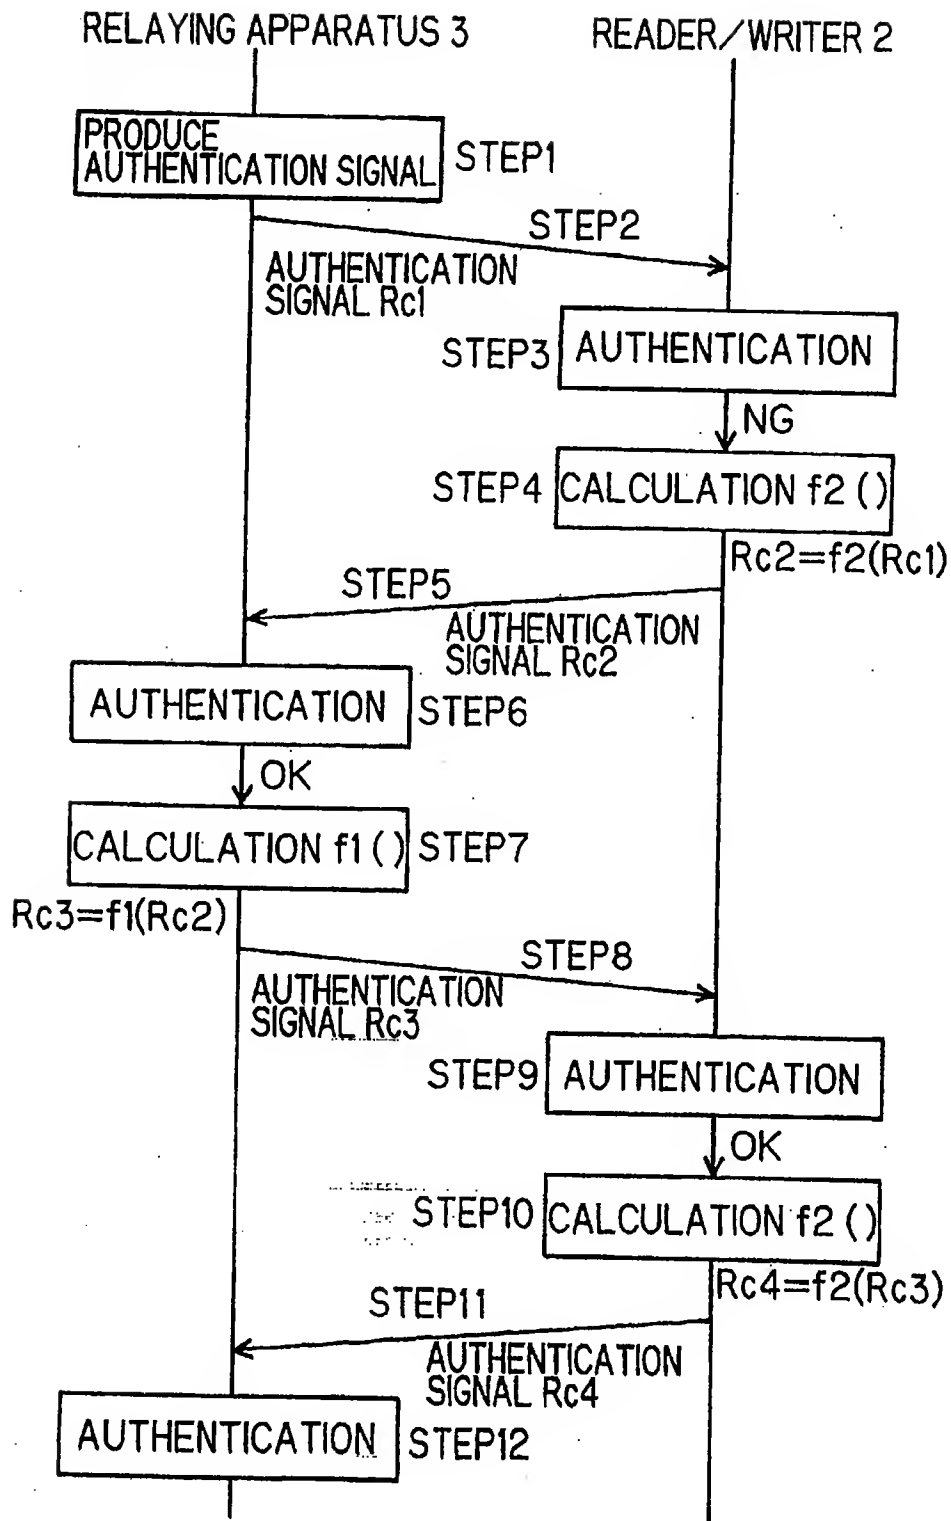 RELAYING APPARATUS 3
READER/WRITER 2
PRODUCE
AUTHENTICATION SIGNAL
STEP1
STEP2
AUTHENTICATION
SIGNAL Rc1
STEP3
AUTHENTICATION
NG
STEP4
CALCULATION f2 ( )
Rc2=f2(Rc1)
STEP5
AUTHENTICATION
SIGNAL Rc2
AUTHENTICATION
STEP6
OK
CALCULATION f1 ( )
STEP7
Rc3=f1(Rc2)
STEP8
AUTHENTICATION
SIGNAL Rc3
STEP9
AUTHENTICATION
OK
STEP10
CALCULATION f2 ( )
Rc4=f2(Rc3)
STEP11
AUTHENTICATION
SIGNAL Rc4
AUTHENTICATION
STEP12